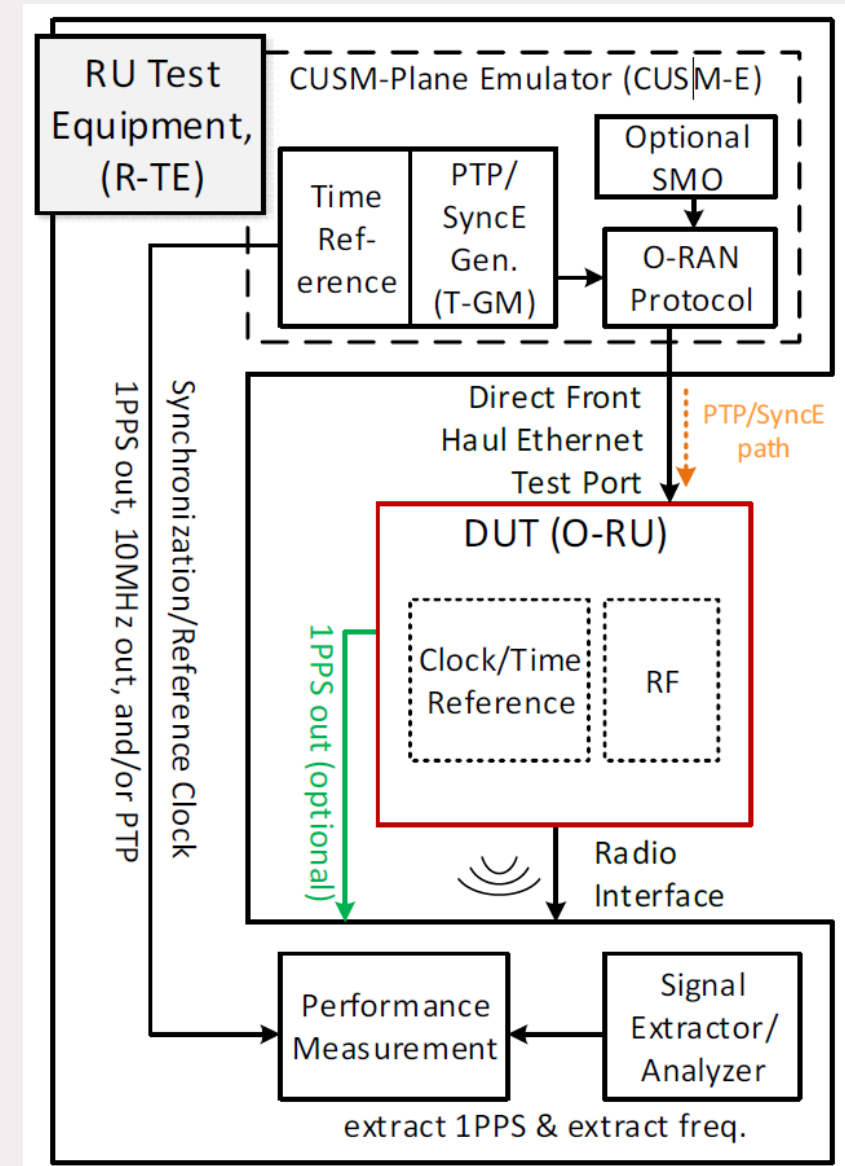 RU Test
Equipment,
(R-TE)
CUSM-Plane Emulator (CUSM-E)
Time
Ref-
erence
PTP/
SyncE
Gen.
(T-GM)
Optional
SMO
O-RAN
Protocol
Synchronization/Reference Clock
1PPS out, 10MHz out, and/or PTP
Direct Front
Haul Ethernet
Test Port
PTP/SyncE
path
DUT (O-RU)
Clock/Time
Reference
RF
1PPS out (optional)
Radio
Interface
Performance
Measurement
Signal
Extractor/
Analyzer
extract 1PPS & extract freq.